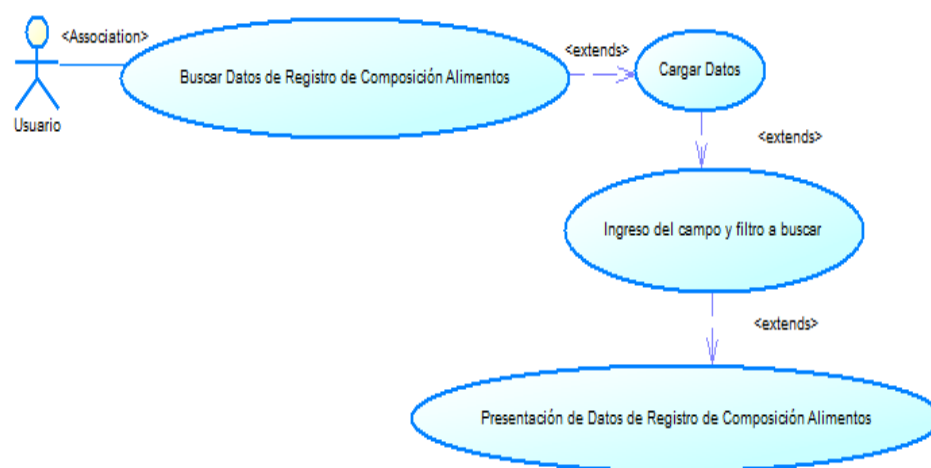 <Association>
Buscar Datos de Registro de Composición Alimentos
<extends>
Cargar Datos
Usuario
<extends>
Ingreso del campo y filtro a buscar
<extends>
Presentación de Datos de Registro de Composición Alimentos